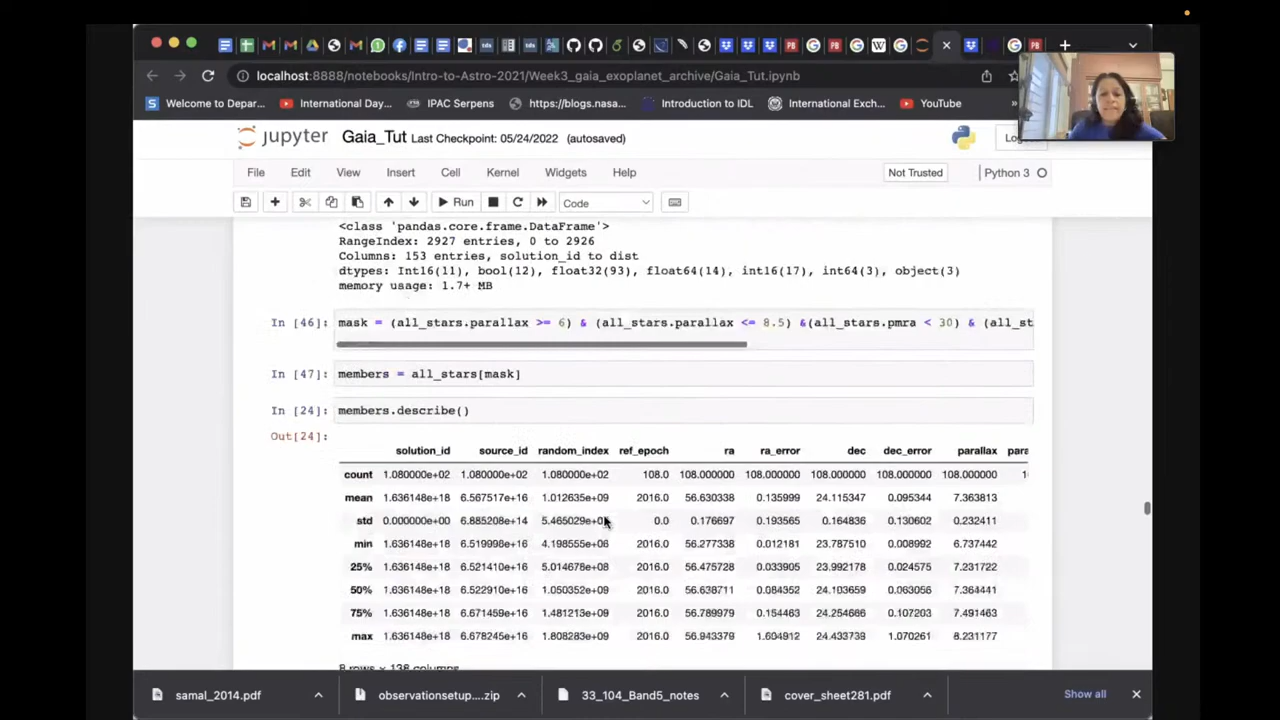 localhost:8888/notebooks/Intro-to-Astro-2021/Week3_gaia_exoplanet_archive/Gaia_Tut.ipynb
Welcome to Depar... International Day... IPAC Serpens https://blogs.nasa... Introduction to IDL International Exch... YouTube »
jupyter Gaia_Tut Last Checkpoint: 05/24/2022 (autosaved)
File Edit View Insert Cell Kernel Widgets Help Not Trusted Python 3
Run Code
<class 'pandas.core.frame.DataFrame'>
RangeIndex: 2927 entries, 0 to 2926
Columns: 153 entries, solution_id to dist
dtypes: Int16(11), bool(12), float32(93), float64(14), int16(17), int64(3), object(3)
memory usage: 1.7+ MB
In [46]: mask = (all_stars.parallax >= 6) & (all_stars.parallax <= 8.5) &(all_stars.pmra < 30) & (all_st
In [47]: members = all_stars[mask]
In [24]: members.describe()
Out[24]:
solution_id source_id random_index ref_epoch ra ra_error dec dec_error parallax para
count 1.080000e+02 1.080000e+02 1.080000e+02 108.0 108.000000 108.000000 108.000000 108.000000 108.000000 1
mean 1.636148e+18 6.567517e+16 1.012635e+09 2016.0 56.630338 0.135999 24.115347 0.095344 7.363813
std 0.000000e+00 6.885208e+14 5.465029e+0 0.0 0.176697 0.193565 0.164836 0.130602 0.232411
min 1.636148e+18 6.519998e+16 4.198555e+06 2016.0 56.277338 0.012181 23.787510 0.008992 6.737442
25% 1.636148e+18 6.521410e+16 5.014678e+08 2016.0 56.475728 0.033905 23.992178 0.024575 7.231722
50% 1.636148e+18 6.522910e+16 1.050352e+09 2016.0 56.638711 0.084352 24.103659 0.063056 7.364441
75% 1.636148e+18 6.671459e+16 1.481213e+09 2016.0 56.789979 0.154463 24.254666 0.107203 7.491463
max 1.636148e+18 6.678245e+16 1.808283e+09 2016.0 56.943379 1.604912 24.433739 1.070261 8.231177
8 rows × 138 columns
samal_2014.pdf observationsetup....zip 33_104_Band5_notes cover_sheet281.pdf Show all